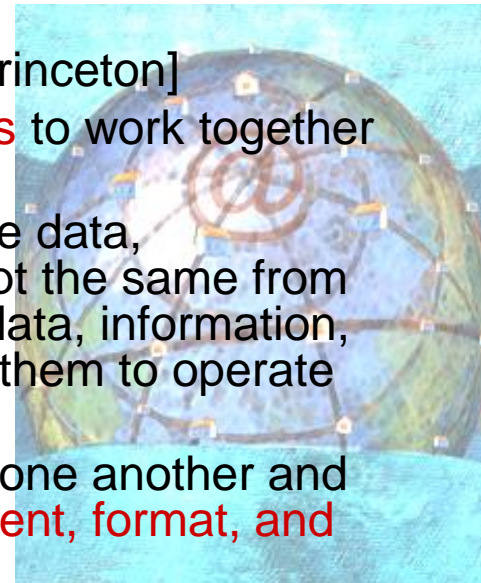 rinceton]
s to work together
e data,
ot the same from
lata, information,
them to operate
one another and
ent, format, and
@